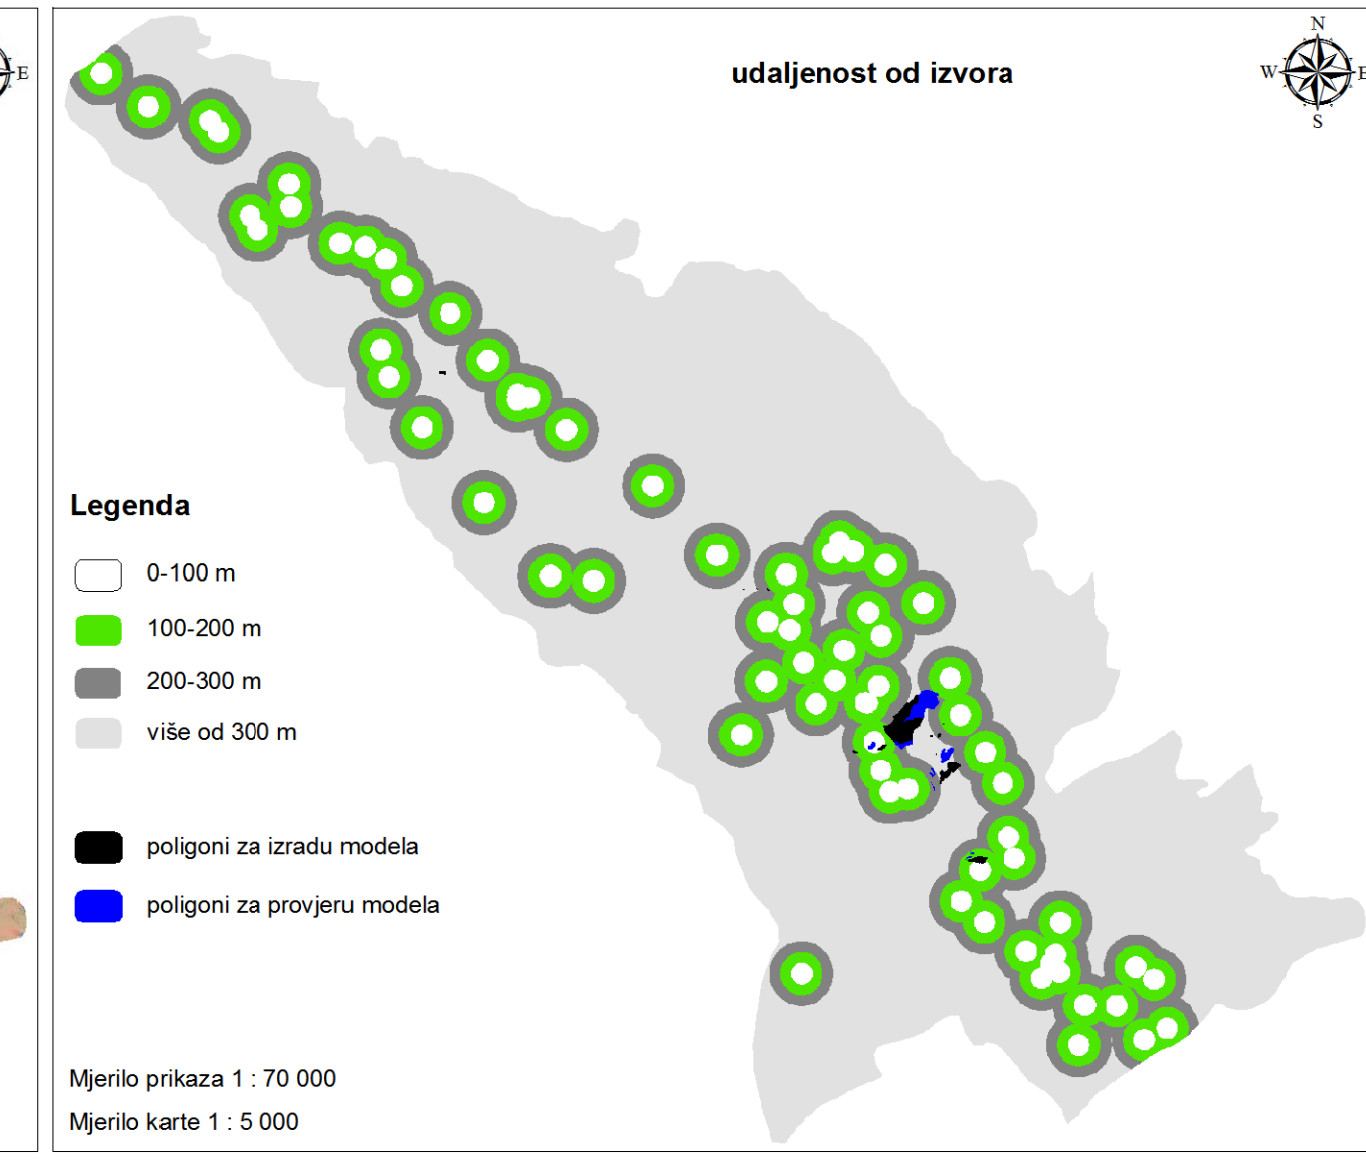 E
udaljenost od izvora
N
W
E
S
Legenda
0-100 m
100-200 m
200-300 m
više od 300 m
poligoni za izradu modela
poligoni za provjeru modela
Mjerilo prikaza 1 : 70 000
Mjerilo karte 1 : 5 000